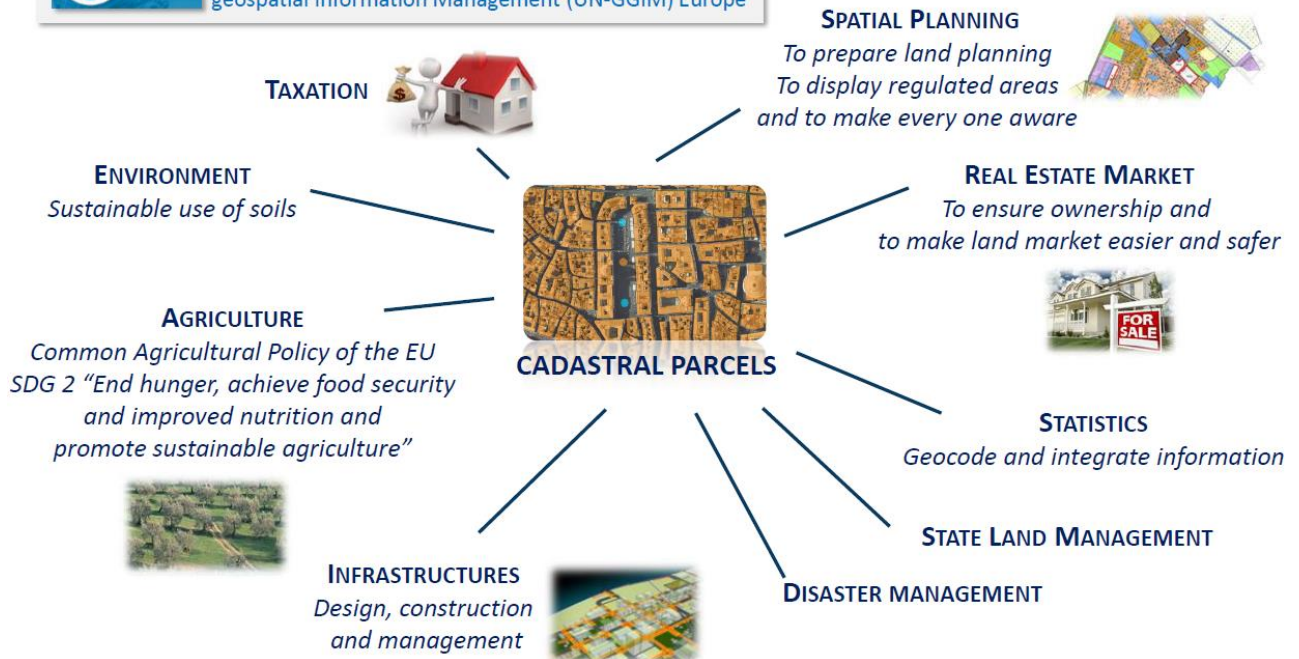 geospatial Information Management (UN-GGIM) Europe
SPATIAL PLANNING
To prepare land planning
To display regulated areas
and to make every one aware
TAXATION
$
ENVIRONMENT
Sustainable use of soils
REAL ESTATE MARKET
To ensure ownership and
to make land market easier and safer
FOR
SALE
AGRICULTURE
Common Agricultural Policy of the EU
SDG 2 “End hunger, achieve food security
and improved nutrition and
promote sustainable agriculture”
CADASTRAL PARCELS
STATISTICS
Geocode and integrate information
STATE LAND MANAGEMENT
DISASTER MANAGEMENT
INFRASTRUCTURES
Design, construction
and management